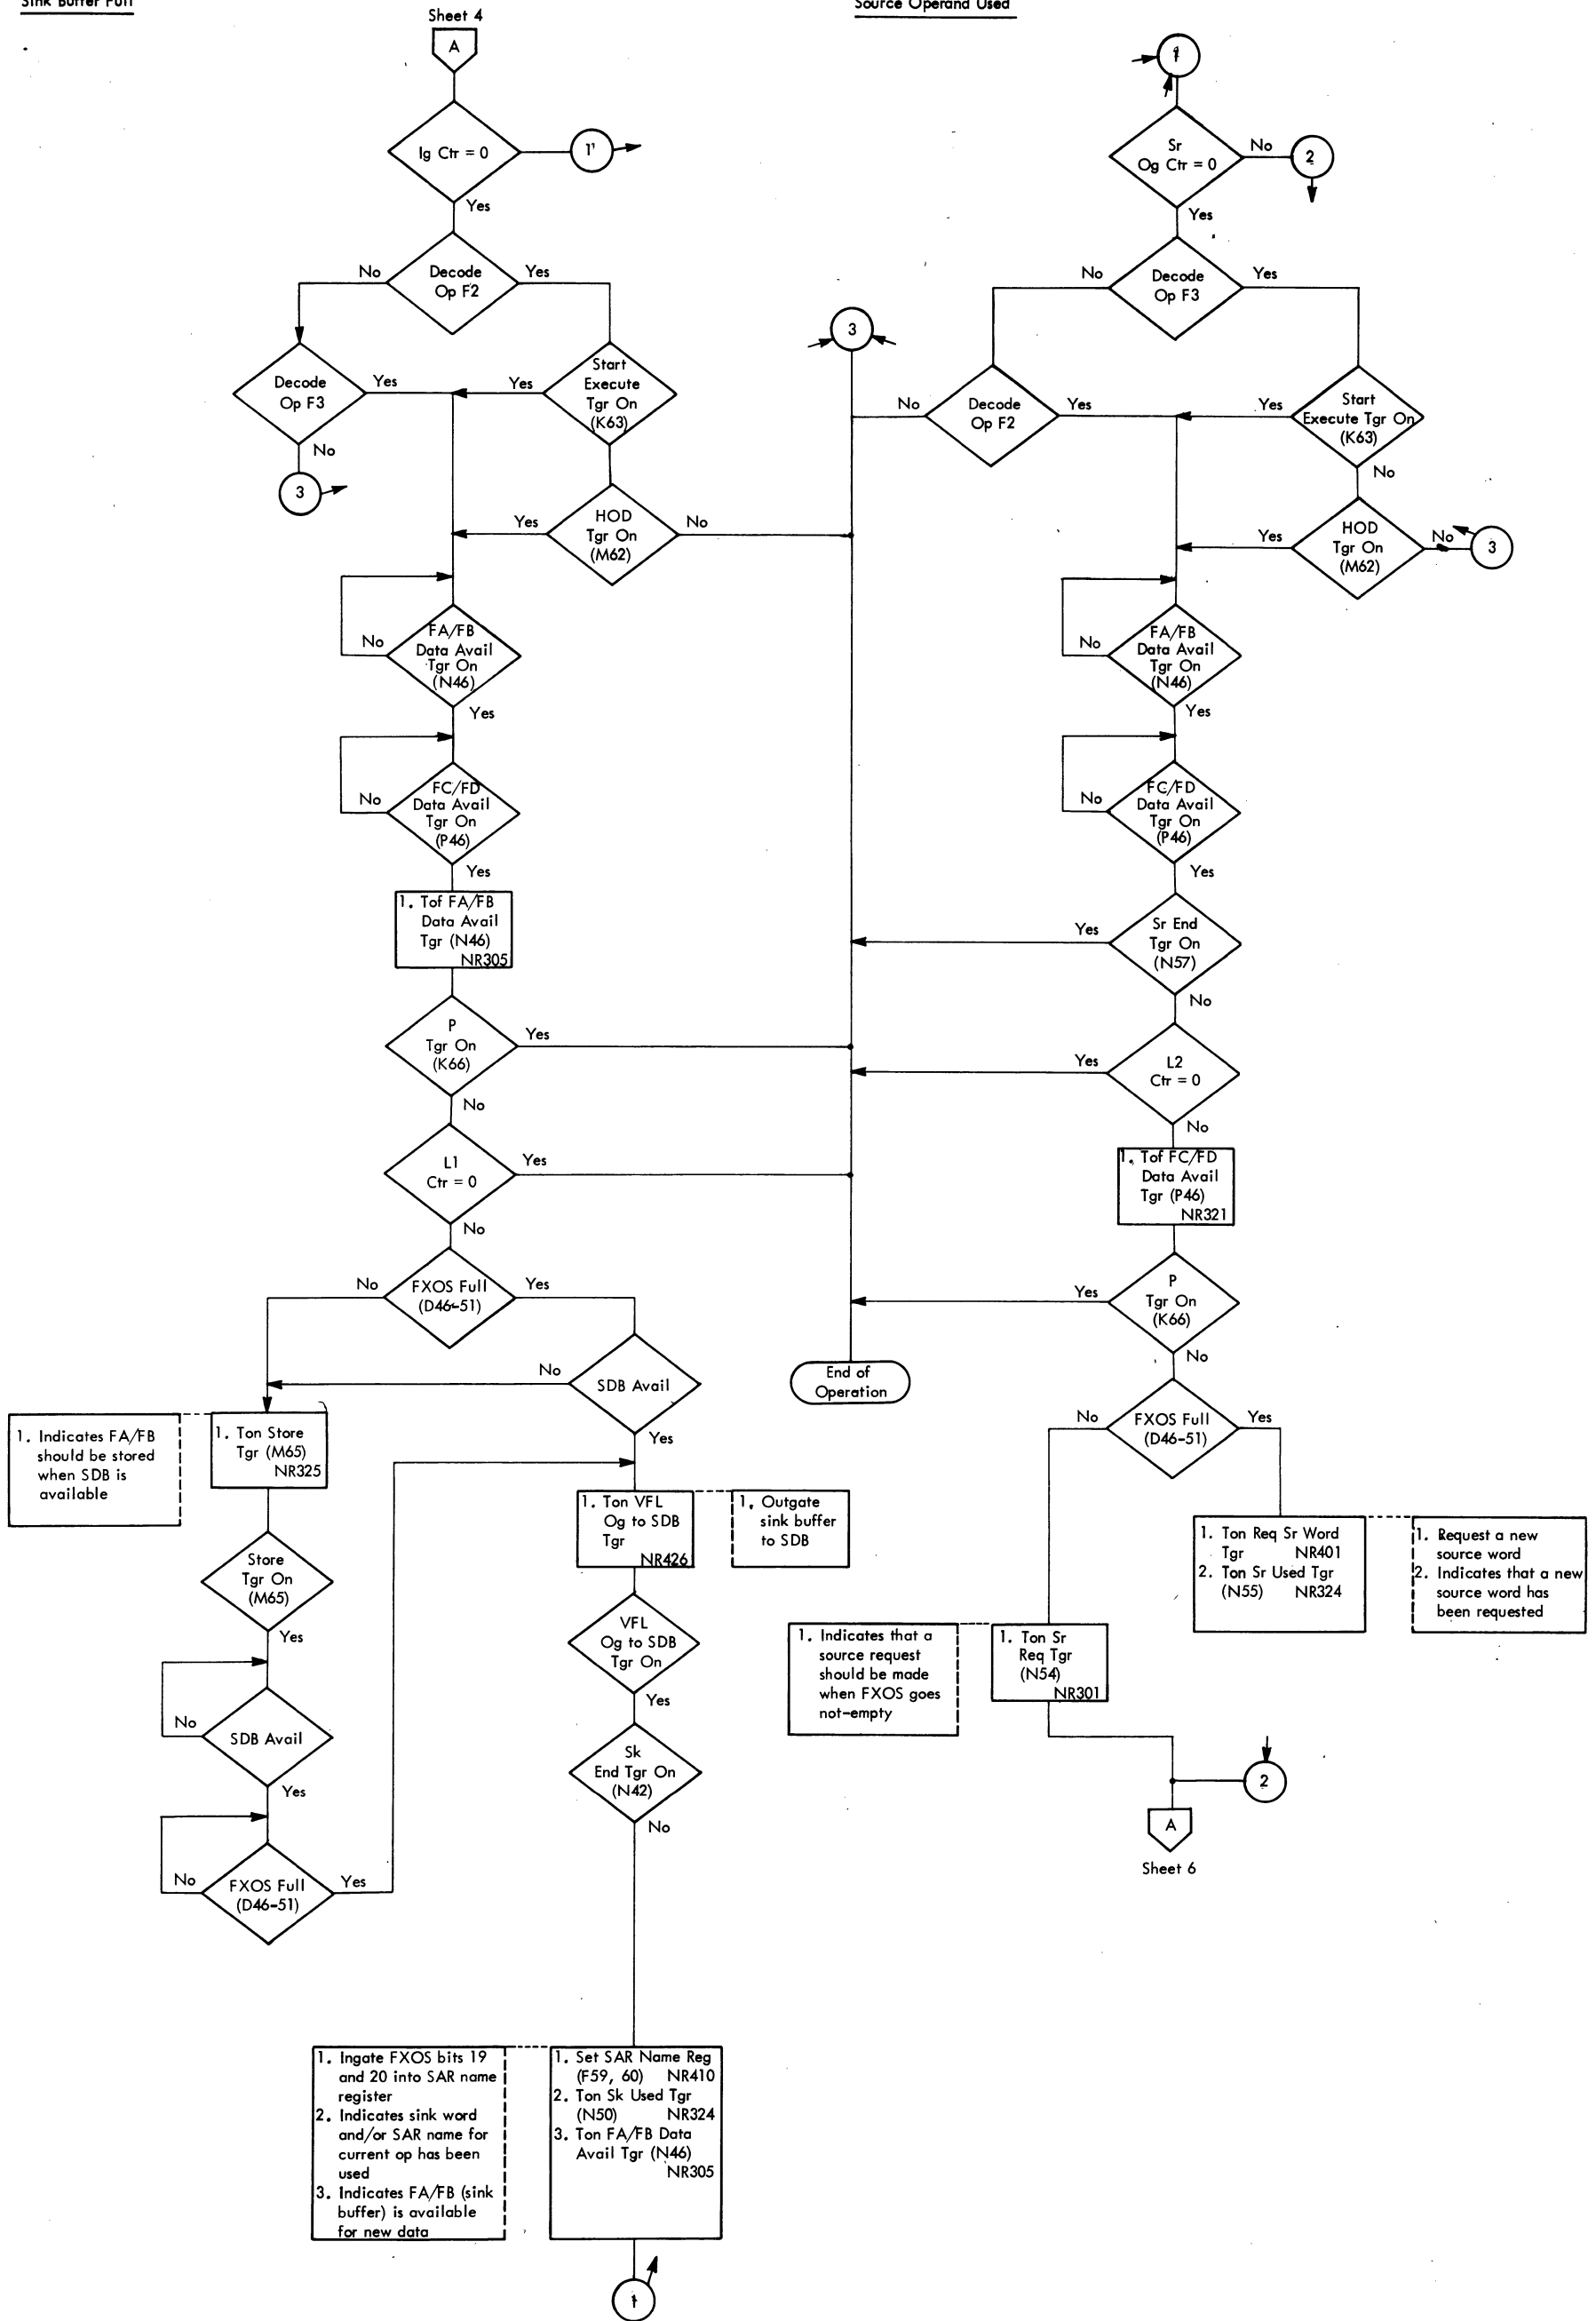 Sink Buffer Full
Source Operand Used
Sheet 4
A
Ig Ctr = 0
1'
Yes
Decode
Op F2
No
Yes
Decode
Op F3
Yes
No
3
Start
Execute
Tgr On
(K63)
Yes
HOD
Tgr On
(M62)
Yes
No
FA/FB
Data Avail
Tgr On
(N46)
No
Yes
FC/FD
Data Avail
Tgr On
(P46)
No
Yes
1. Tof FA/FB
Data Avail
Tgr (N46)
NR305
P
Tgr On
(K66)
Yes
No
L1
Ctr = 0
Yes
No
FXOS Full
(D46-51)
No
Yes
SDB Avail
No
Yes
1. Indicates FA/FB
should be stored
when SDB is
available
1. Ton Store
Tgr (M65)
NR325
Store
Tgr On
(M65)
Yes
SDB Avail
No
Yes
FXOS Full
(D46-51)
No
Yes
1. Ton VFL
Og to SDB
Tgr
NR426
1. Outgate
sink buffer
to SDB
VFL
Og to SDB
Tgr On
Yes
Sk
End Tgr On
(N42)
No
1. Ingate FXOS bits 19
and 20 into SAR name
register
2. Indicates sink word
and/or SAR name for
current op has been
used
3. Indicates FA/FB (sink
buffer) is available
for new data
1. Set SAR Name Reg
(F59, 60) NR410
2. Ton Sk Used Tgr
(N50) NR324
3. Ton FA/FB Data
Avail Tgr (N46)
NR305
1
3
End of
Operation
1
Sr
Og Ctr = 0
No
2
Yes
Decode
Op F3
No
Yes
Decode
Op F2
No
Yes
Start
Execute Tgr On
(K63)
Yes
No
HOD
Tgr On
(M62)
Yes
No
3
FA/FB
Data Avail
Tgr On
(N46)
No
Yes
FC/FD
Data Avail
Tgr On
(P46)
No
Yes
Sr End
Tgr On
(N57)
Yes
No
L2
Ctr = 0
Yes
No
1. Tof FC/FD
Data Avail
Tgr (P46)
NR321
P
Tgr On
(K66)
Yes
No
FXOS Full
(D46-51)
No
Yes
1. Ton Req Sr Word
Tgr NR401
2. Ton Sr Used Tgr
(N55) NR324
1. Request a new
source word
2. Indicates that a new
source word has
been requested
1. Indicates that a
source request
should be made
when FXOS goes
not-empty
1. Ton Sr
Req Tgr
(N54)
NR301
2
A
Sheet 6